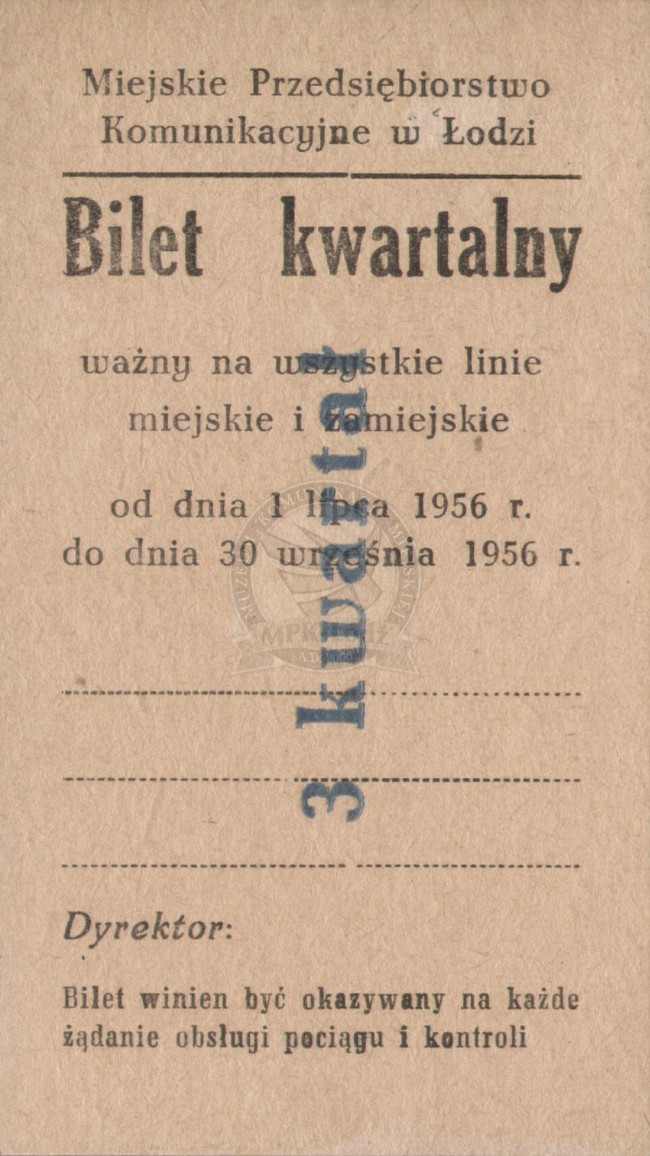 Miejskie Przedsiębiorstwo
Komunikacyjne w Łodzi
Bilet kwartalny
ważny na wszystkie linie
miejskie i zamiejskie
od dnia 1 lipca 1956 r.
do dnia 30 września 1956 r.
3 kwartał
Dyrektor:
Bilet winien być okazywany na każde
żądanie obsługi pociągu i kontroli